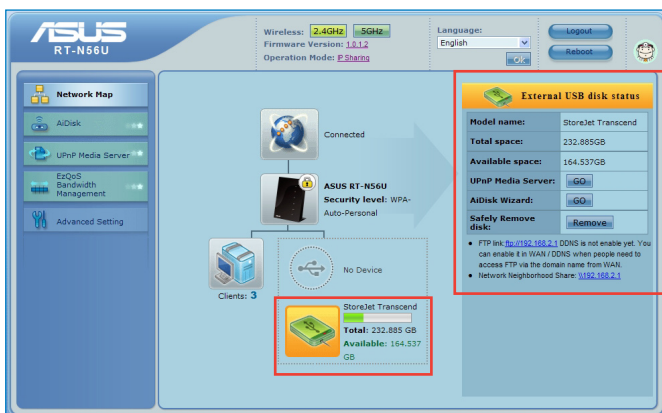 ASUS
RT-N56U
Wireless: 2.4GHz 5GHz
Firmware Version: 1.0.1.2
Operation Mode: IP Sharing
Language:
English
OK
Logout
Reboot
Network Map
AiDisk
UPnP Media Server
EzQoS
Bandwidth
Management
Advanced Setting
Connected
ASUS RT-N56U
Security level: WPA-
Auto-Personal
Clients: 3
No Device
StoreJet Transcend
Total: 232.885 GB
Available: 164.537
GB
External USB disk status
Model name: StoreJet Transcend
Total space: 232.885GB
Available space: 164.537GB
UPnP Media Server: GO
AiDisk Wizard: GO
Safely Remove
disk: Remove
FTP link:ftp://192.168.2.1 DDNS is not enable yet. You
can enable it in WAN / DDNS when people need to
access FTP via the domain name from WAN.
Network Neighborhood Share: \\192.168.2.1